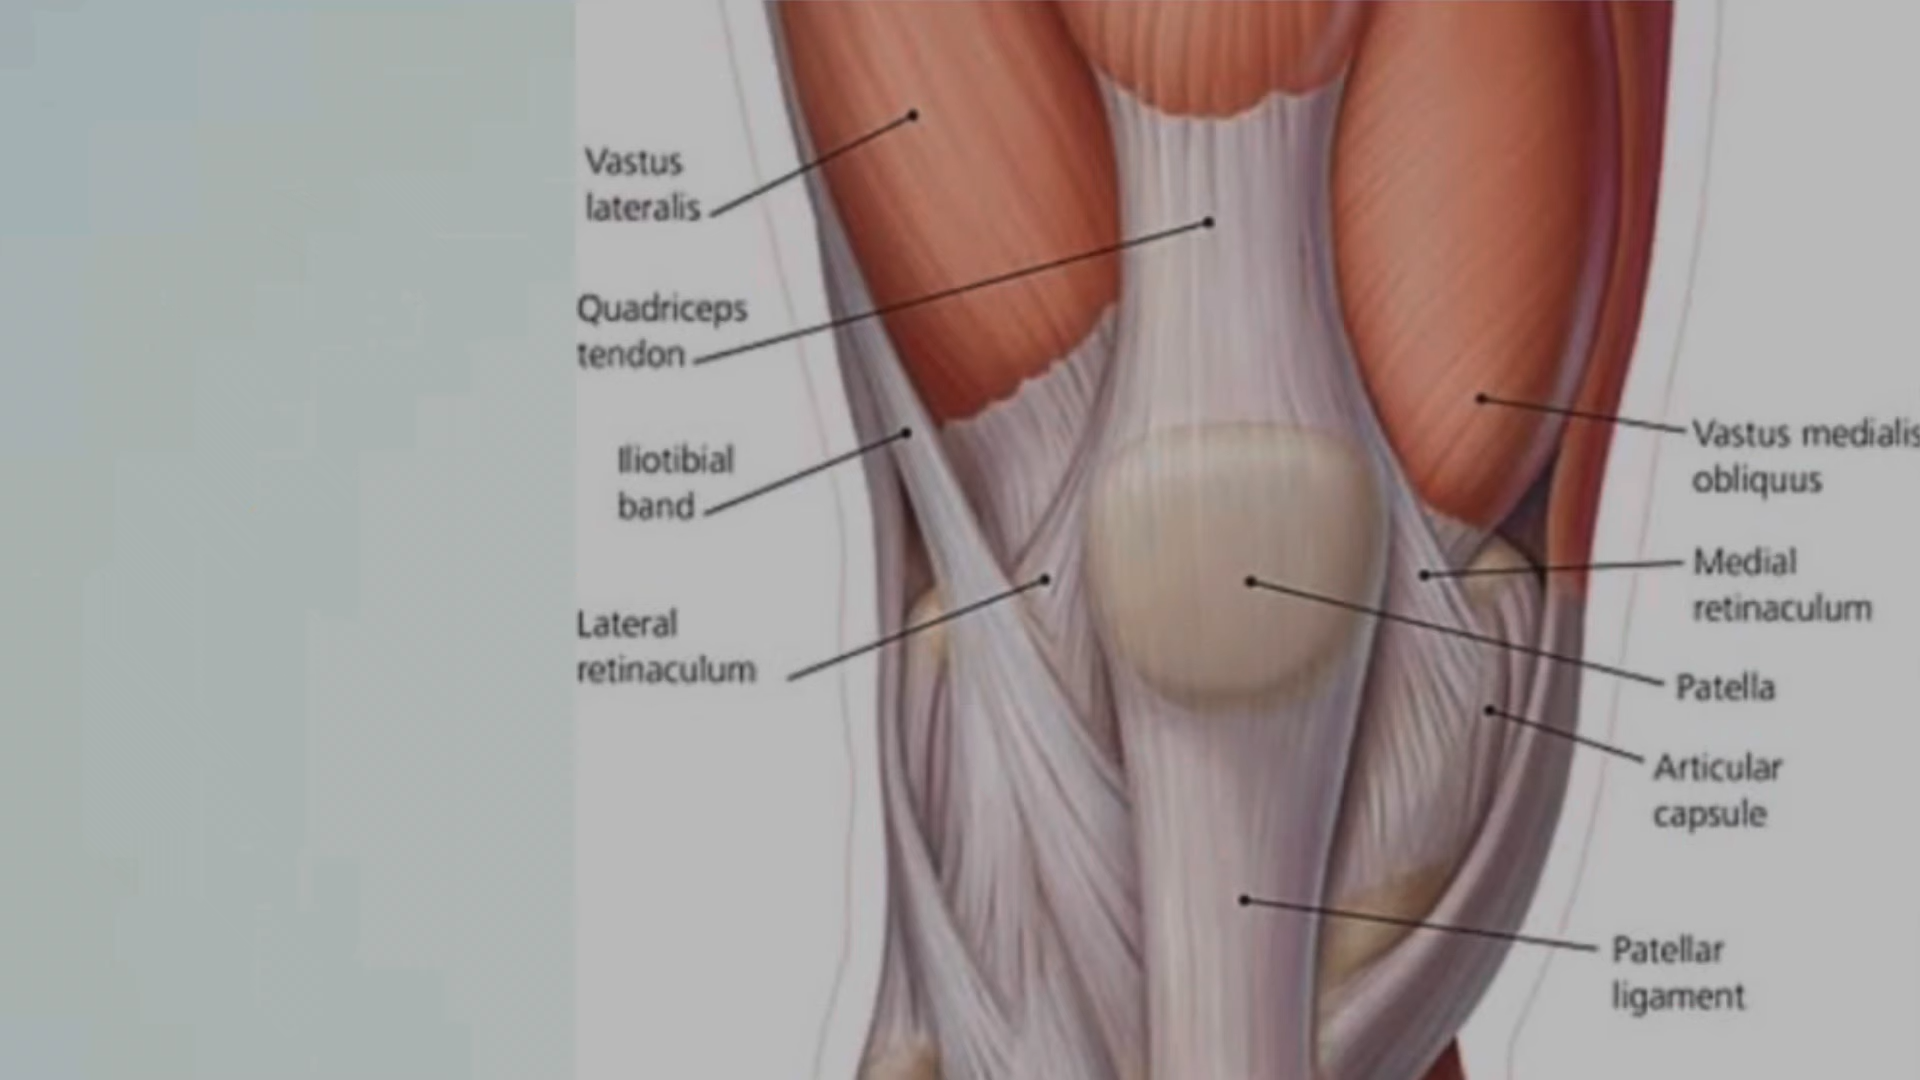 Vastus
lateralis
Quadriceps
tendon
Iliotibial
band
Lateral
retinaculum
Vastus medialis
obliquus
Medial
retinaculum
Patella
Articular
capsule
Patellar
ligament